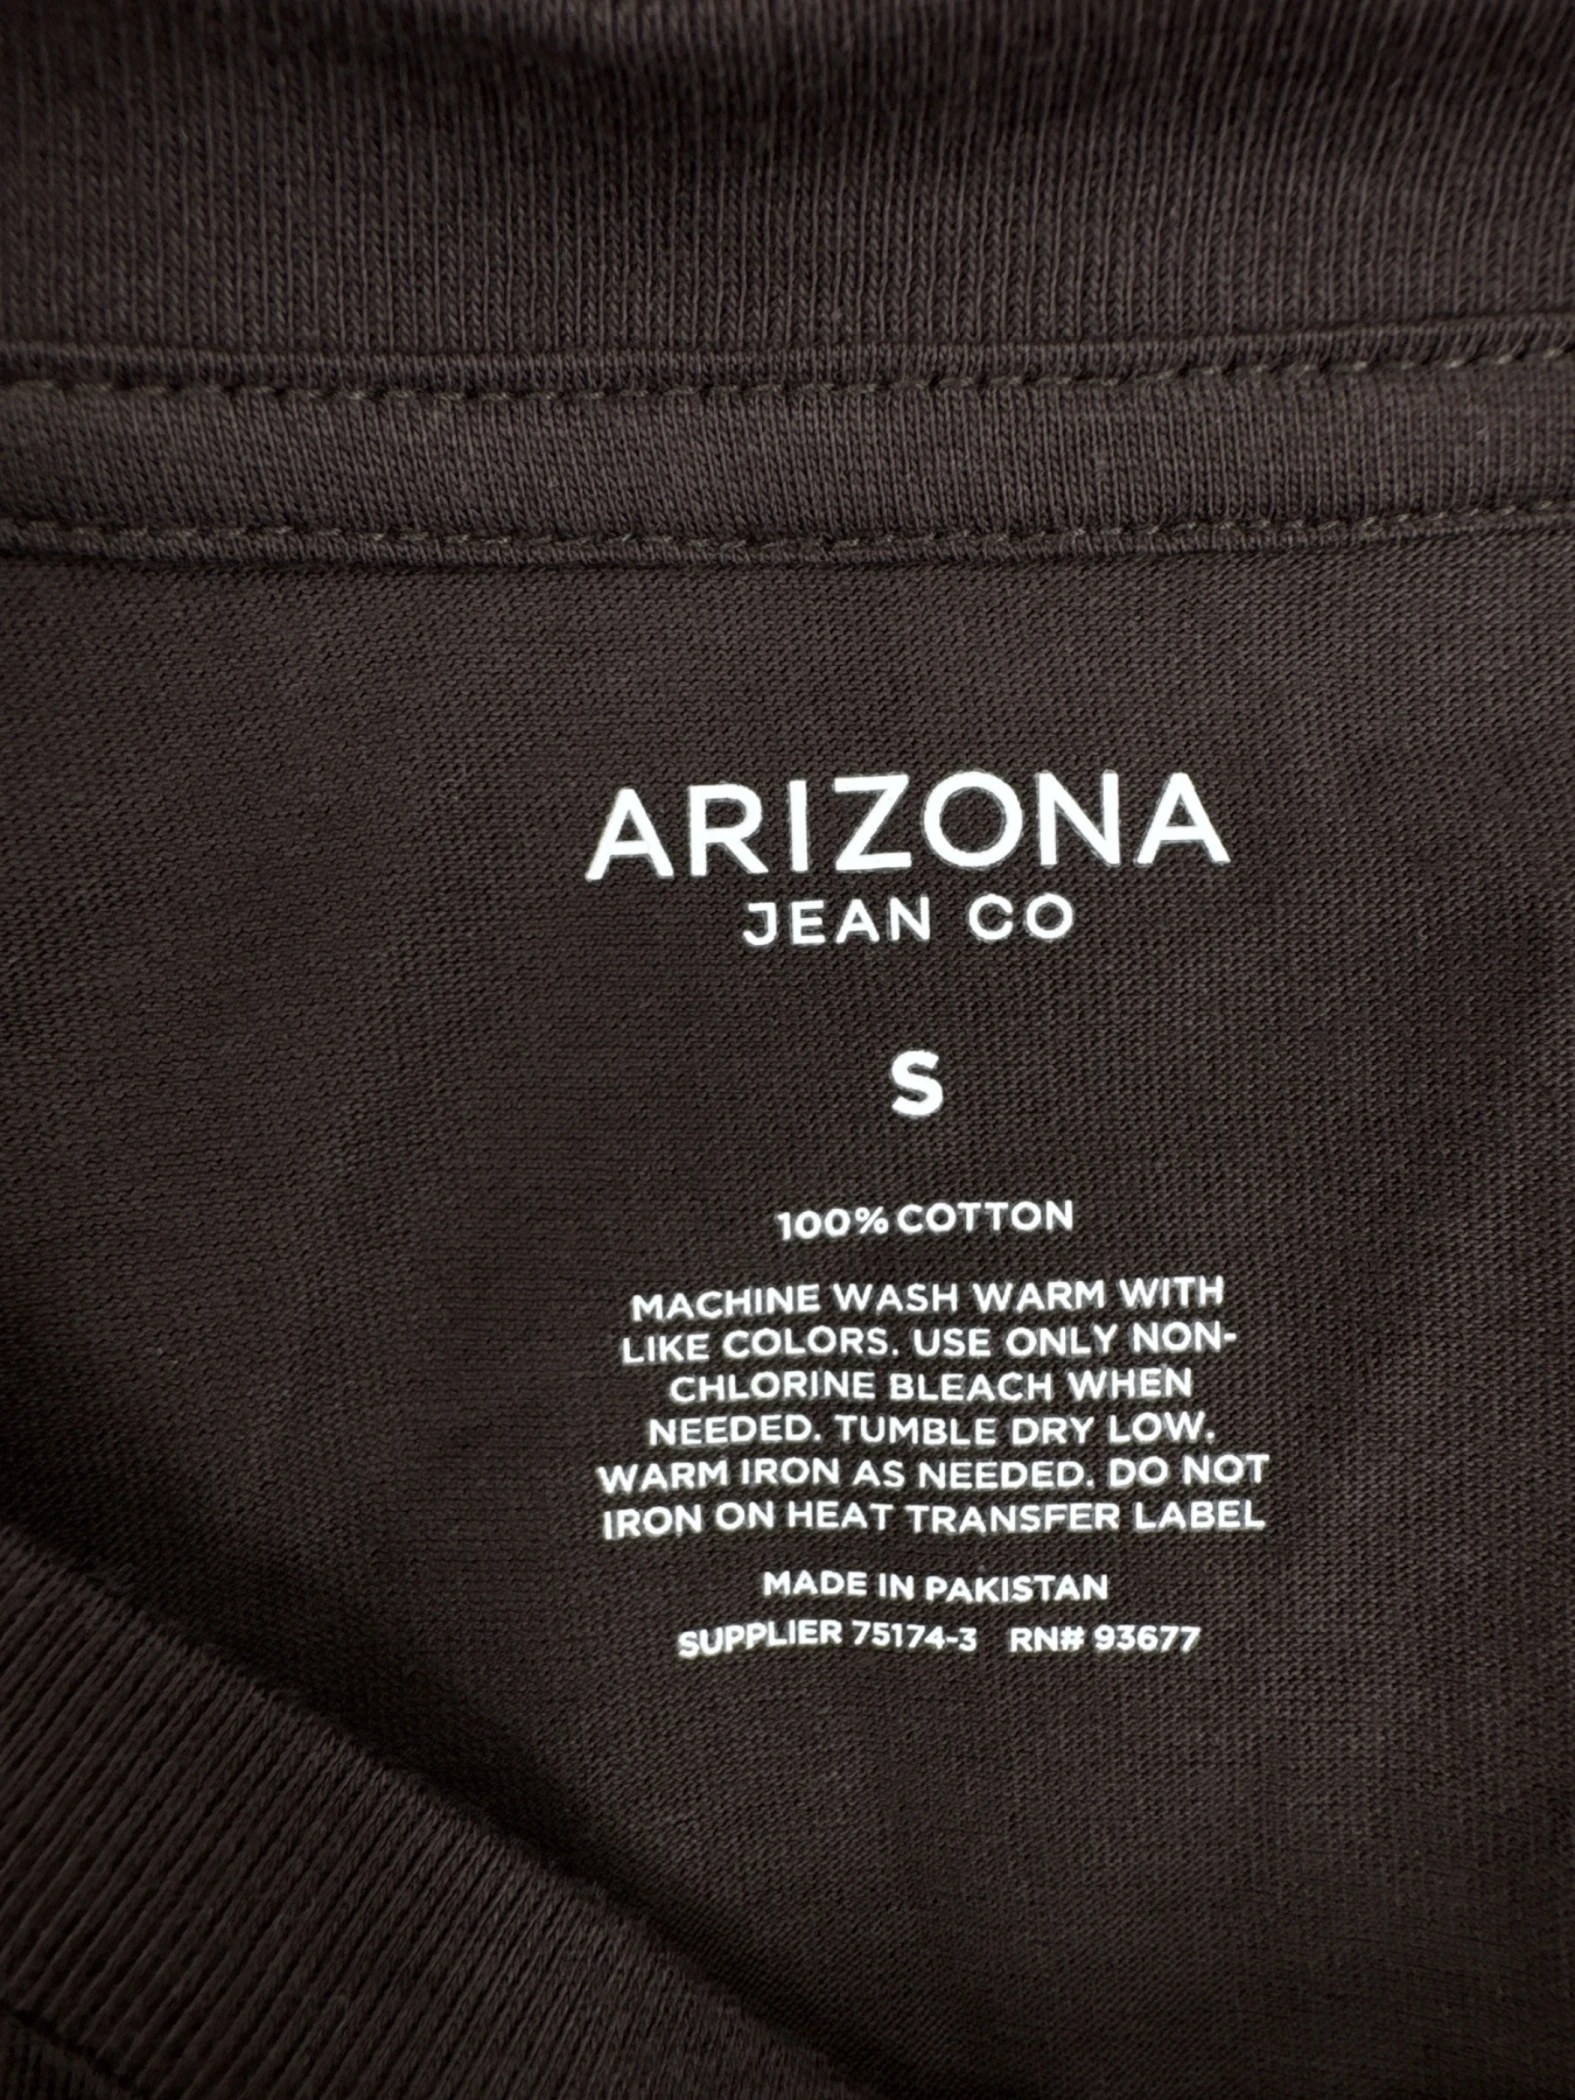 ARIZONA
JEAN CO
S
100% COTTON
MACHINE WASH WARM WITH
LIKE COLORS. USE ONLY NON-
CHLORINE BLEACH WHEN
NEEDED. TUMBLE DRY LOW.
WARM IRON AS NEEDED. DO NOT
IRON ON HEAT TRANSFER LABEL
MADE IN PAKISTAN
SUPPLIER 75174-3 RN# 93677